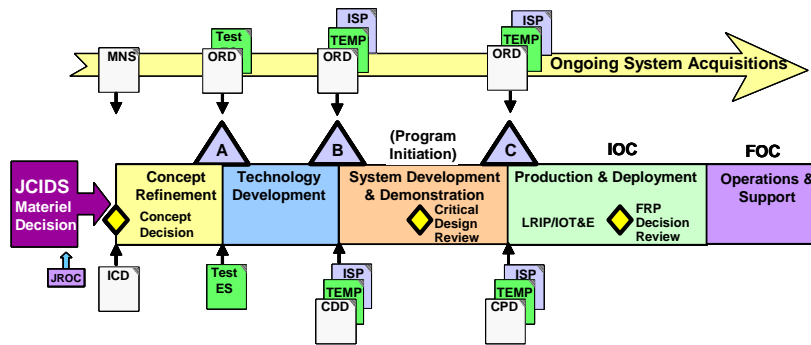 ISP
Test
TEMP
ORD
ISP
TEMP
ORD
MNS
ORD
Ongoing System Acquisitions
A
B
(Program
Initiation)
C
IOC
FOC
JCIDS
Materiel
Decision
JROC
Concept
Refinement
Concept
Decision
Technology
Development
System Development
& Demonstration
Critical
Design
Review
Production & Deployment
LRIP/IOT&E
FRP
Decision
Review
Operations &
Support
ICD
Test
ES
ISP
TEMP
CDD
ISP
TEMP
CPD